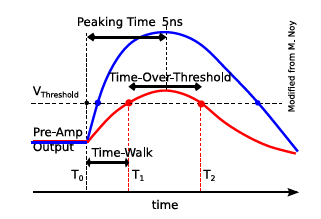 Peaking Time 5ns
Time-Over-Threshold
VThreshold
Pre-Amp
Output
Time-Walk
T0
T1
T2
time
Modified from M. Noy